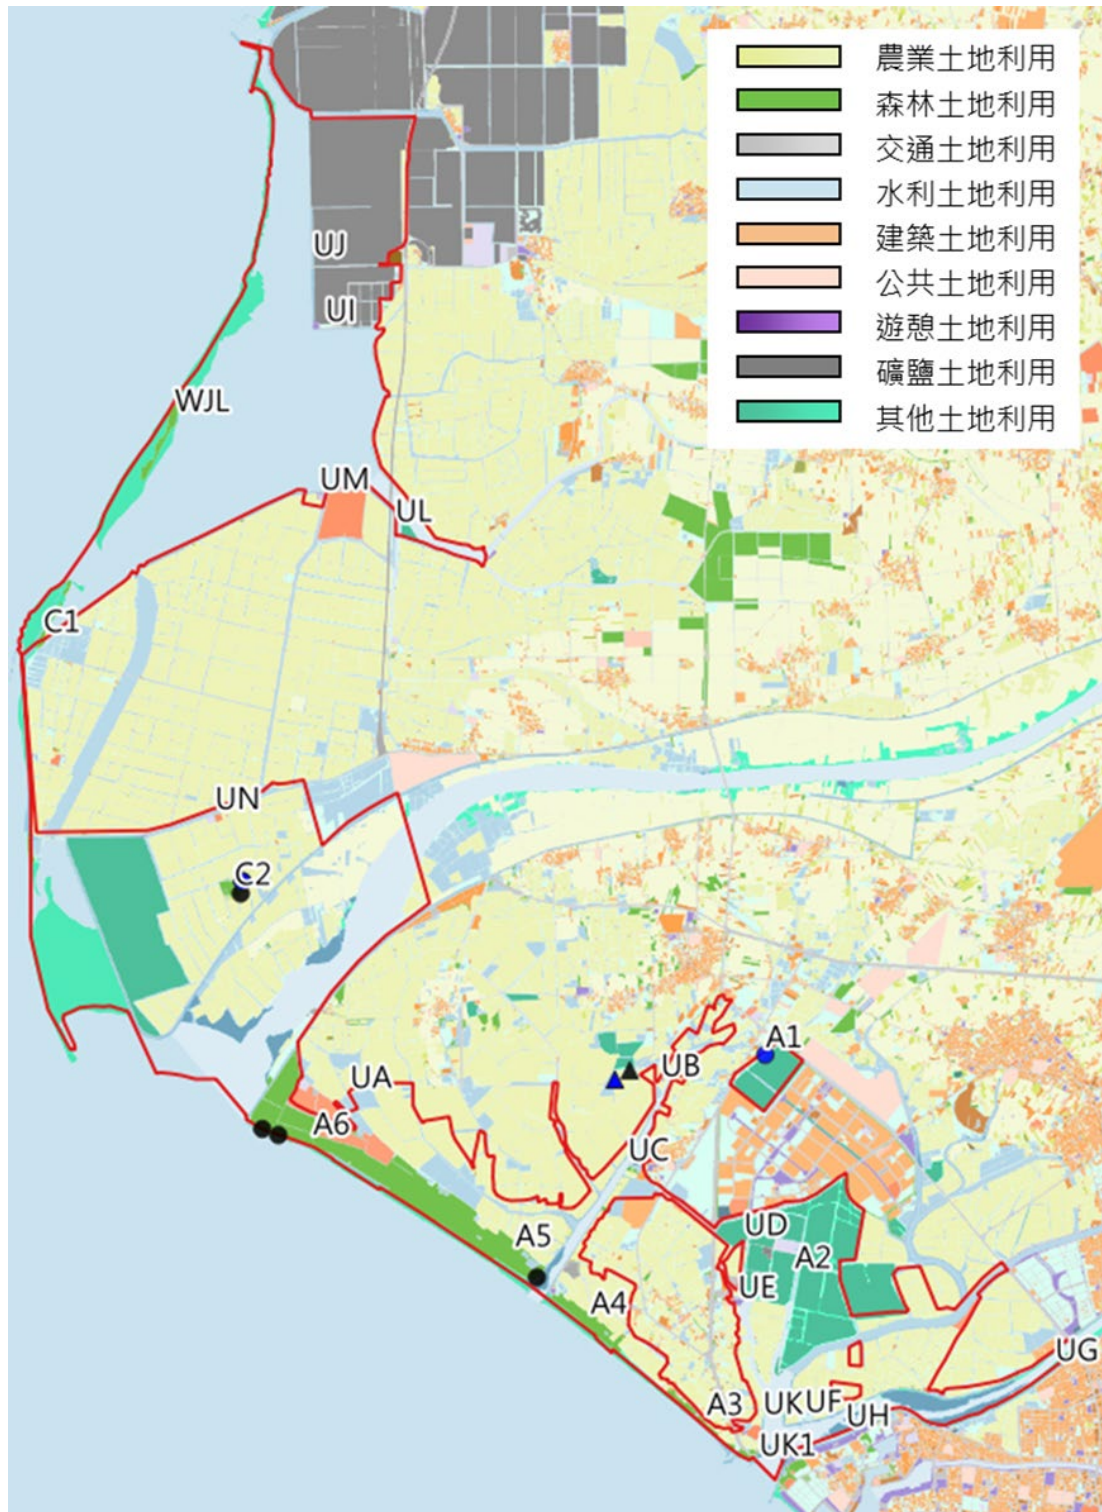 農業土地利用
森林土地利用
交通土地利用
水利土地利用
建築土地利用
公共土地利用
遊憩土地利用
礦鹽土地利用
其他土地利用
UJ
UI
WJL
UM
UL
C1
UN
C2
A1
UB
UA
A6
UC
UD
A5
A2
UE
A4
UG
A3
UK
UF
UH
UK1